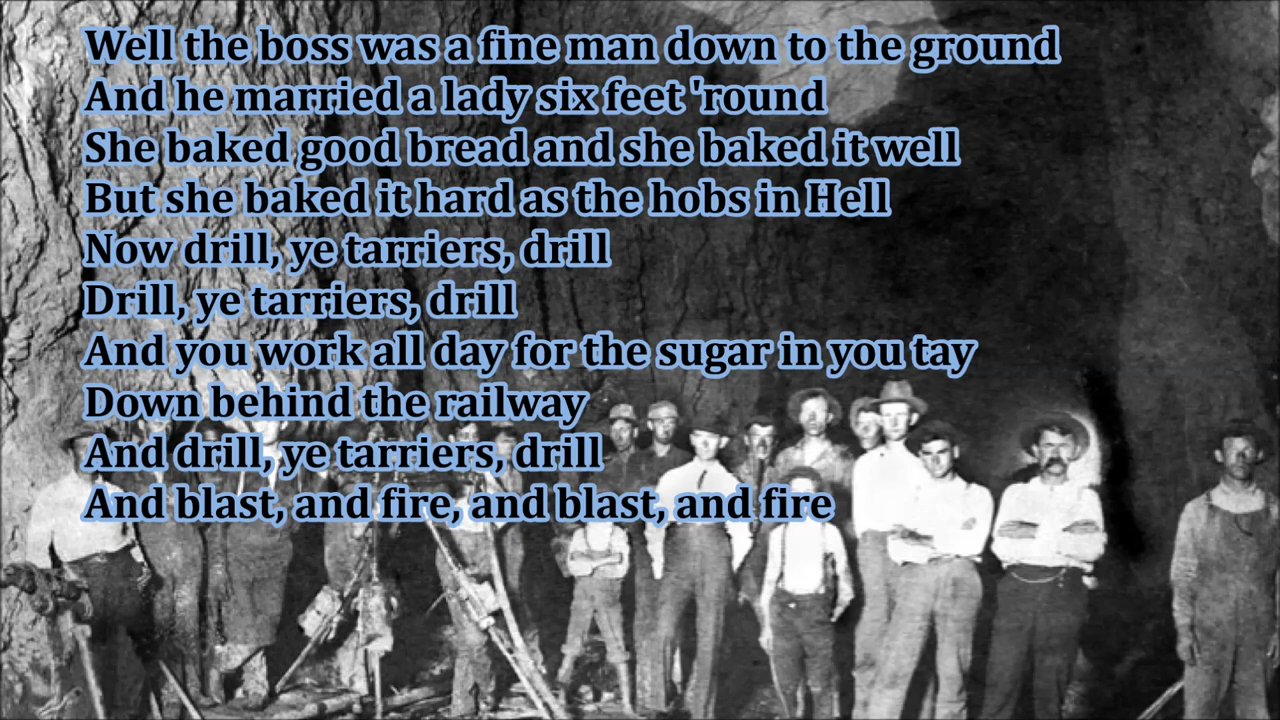 Well the boss was a fine man down to the ground
And he married a lady six feet 'round
She baked good bread and she baked it well
But she baked it hard as the hobs in Hell
Now drill, ye tarriers, drill
Drill, ye tarriers, drill
And you work all day for the sugar in you tay
Down behind the railway
And drill, ye tarriers, drill
And blast, and fire, and blast, and fire